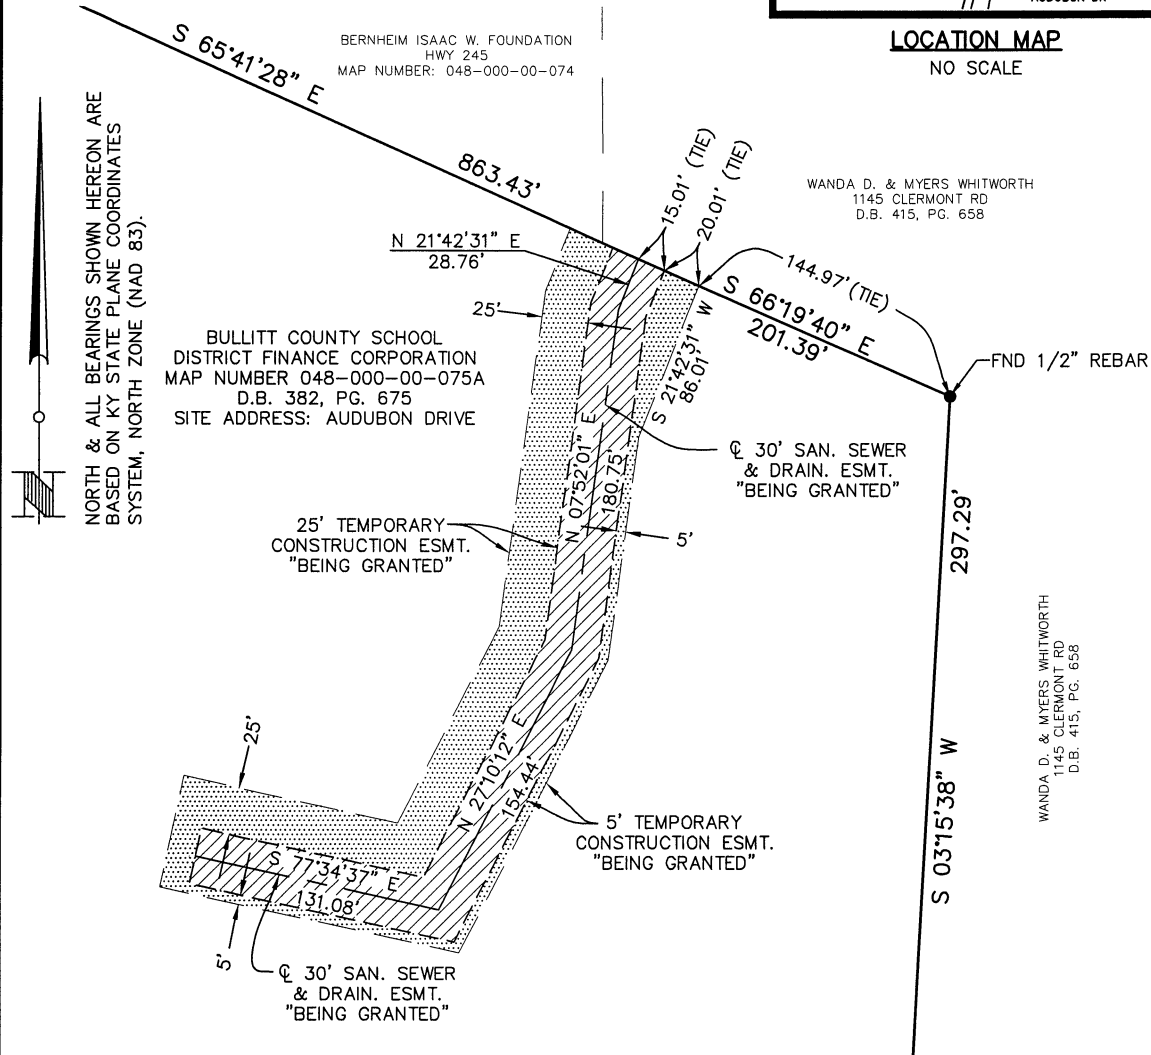 AUDUBON DR
LOCATION MAP
NO SCALE
S 65°41'28" E
BERNHEIM ISAAC W. FOUNDATION
HWY 245
MAP NUMBER: 048-000-00-074
NORTH & ALL BEARINGS SHOWN HEREON ARE
BASED ON KY STATE PLANE COORDINATES
SYSTEM, NORTH ZONE (NAD 83).
N
863.43'
15.01' (TIE)
20.01' (TIE)
WANDA D. & MYERS WHITWORTH
1145 CLERMONT RD
D.B. 415, PG. 658
N 21°42'31" E
28.76'
144.97' (TIE)
S 66°19'40" E
201.39'
25'
FND 1/2" REBAR
BULLITT COUNTY SCHOOL
DISTRICT FINANCE CORPORATION
MAP NUMBER 048-000-00-075A
D.B. 382, PG. 675
SITE ADDRESS: AUDUBON DRIVE
S 21°42'31" W
86.01'
℄ 30' SAN. SEWER
& DRAIN. ESMT.
"BEING GRANTED"
N 07°52'01" E
180.75'
25' TEMPORARY
CONSTRUCTION ESMT.
"BEING GRANTED"
5'
297.29'
S 03°15'38" W
WANDA D. & MYERS WHITWORTH
1145 CLERMONT RD
D.B. 415, PG. 658
25'
N 27°10'12" E
154.44'
5' TEMPORARY
CONSTRUCTION ESMT.
"BEING GRANTED"
S 77°34'37" E
131.08'
5'
℄ 30' SAN. SEWER
& DRAIN. ESMT.
"BEING GRANTED"